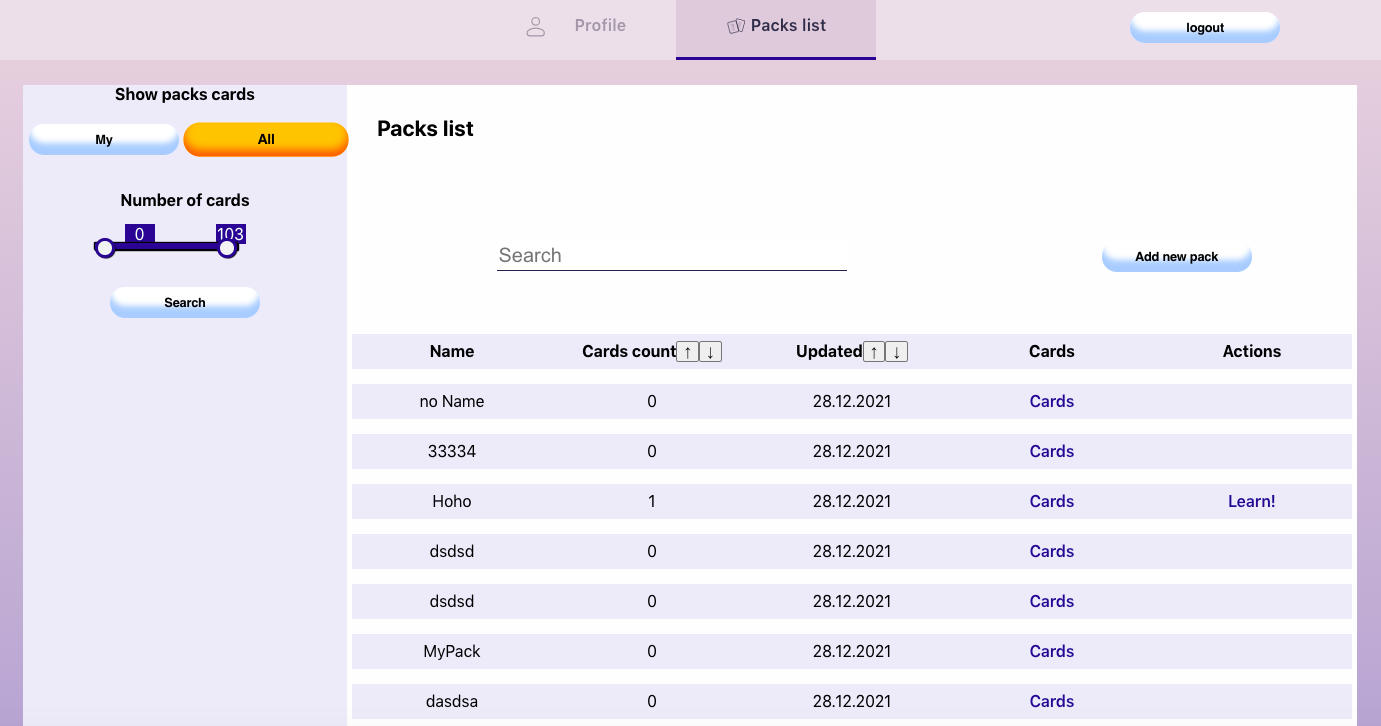 Profile
Packs list
logout
Show packs cards
My
All
Number of cards
0
103
Search
Packs list
Search
Add new pack
Name Cards count ↑ ↓ Updated ↑ ↓ Cards Actions
no Name 0 28.12.2021 Cards
33334 0 28.12.2021 Cards
Hoho 1 28.12.2021 Cards Learn!
dsdsd 0 28.12.2021 Cards
dsdsd 0 28.12.2021 Cards
MyPack 0 28.12.2021 Cards
dasdsa 0 28.12.2021 Cards